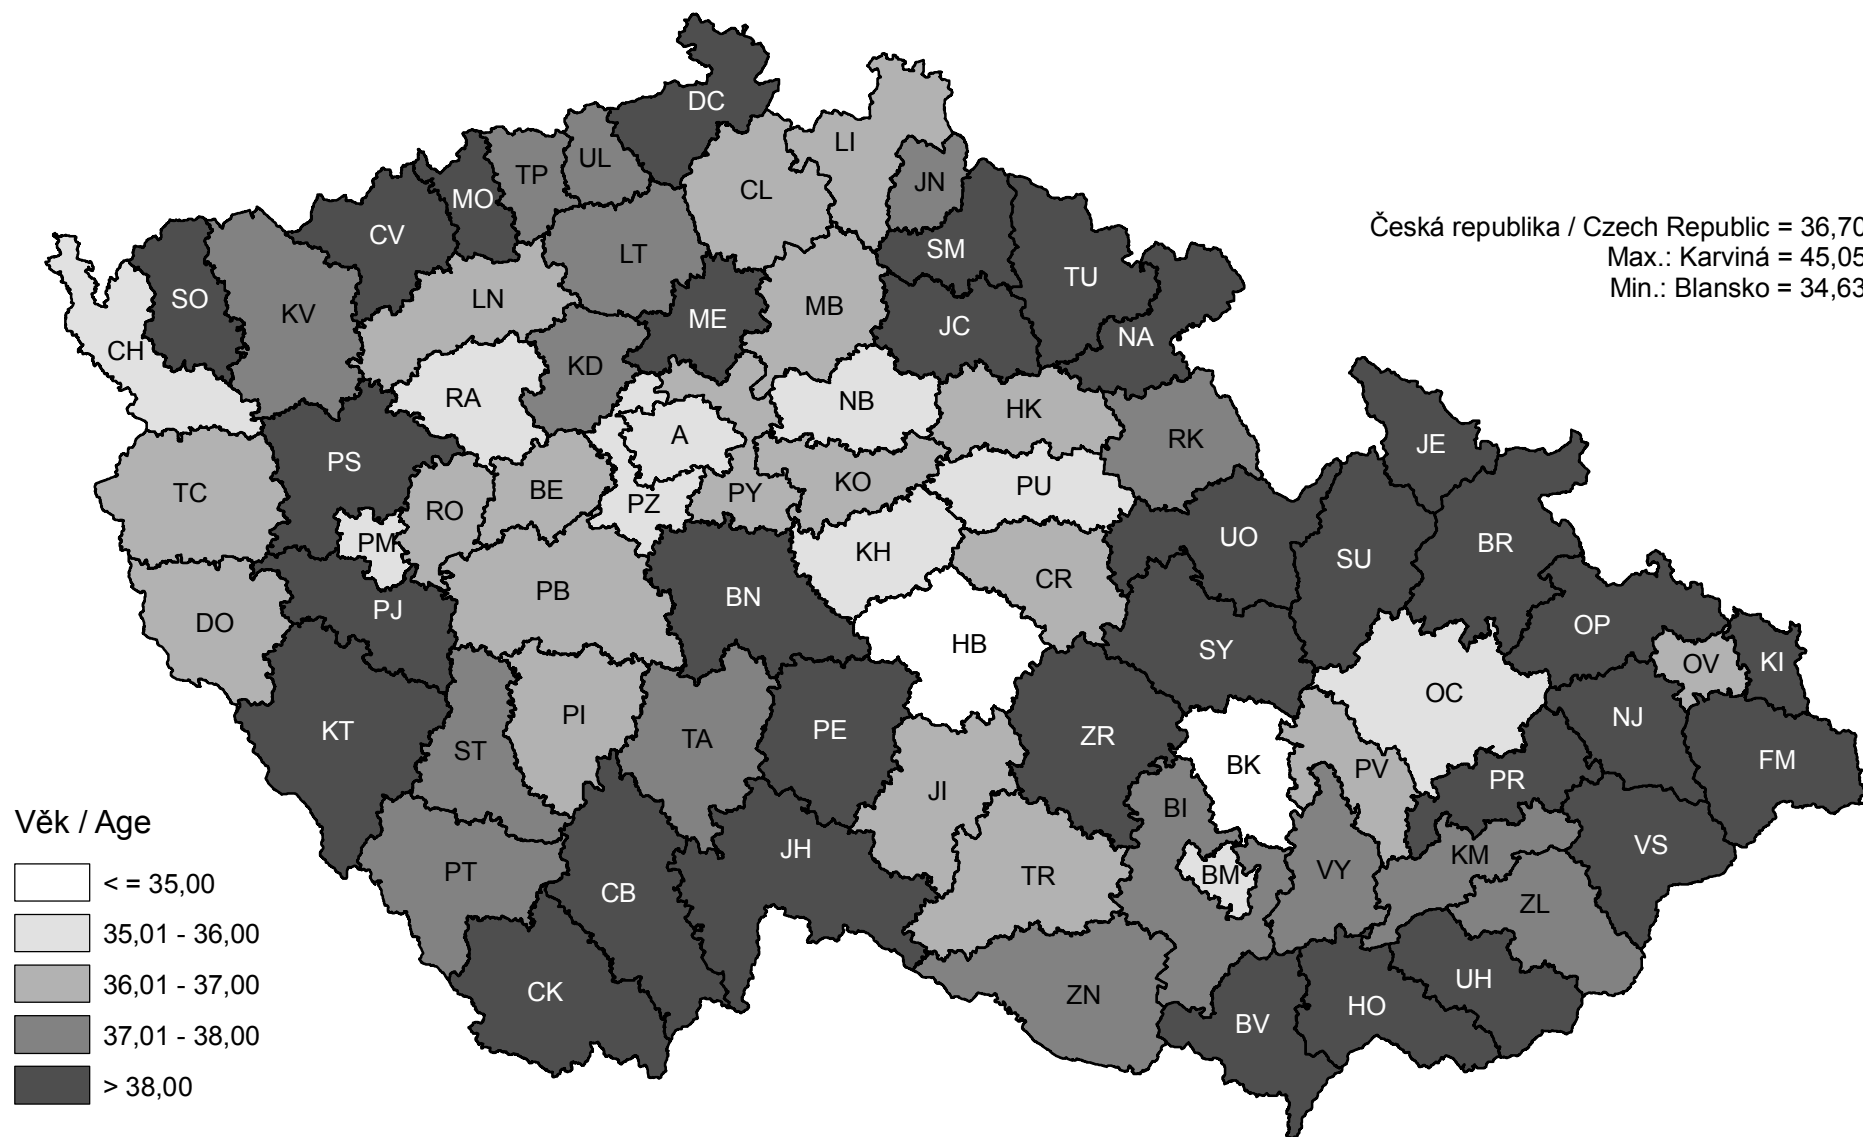 DC
LI
UL
TP
JN
CL
MO
CV
SM
LT
TU
SO
LN
KV
MB
ME
JC
NA
CH
KD
RA
NB
HK
A
RK
JE
PS
TC
BE
PZ
PY
KO
PU
RO
PM
KH
UO
SU
BR
CR
PB
BN
PJ
DO
HB
SY
OP
OV
KI
OC
PI
KT
ST
TA
PE
ZR
NJ
BK
PV
FM
JI
BI
PR
JH
VS
KM
PT
CB
TR
BM
VY
ZL
CK
ZN
UH
HO
BV
Česká republika / Czech Republic = 36,70
Max.: Karviná = 45,05
Min.: Blansko = 34,63
Věk / Age
< = 35,00
35,01 - 36,00
36,01 - 37,00
37,01 - 38,00
> 38,00